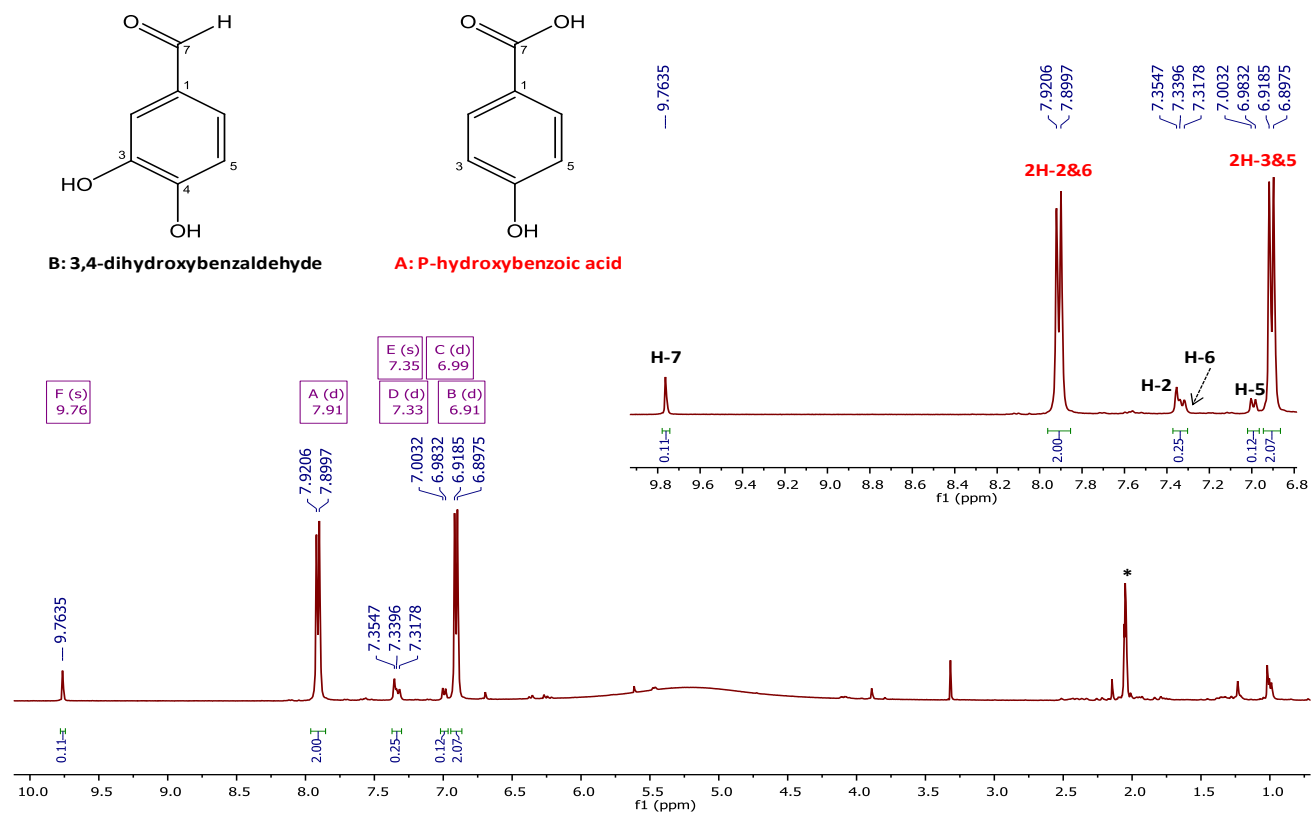 O H
7
1
3 5
HO 4
OH
B: 3,4-dihydroxybenzaldehyde
O OH
7
1
3 5
OH
A: P-hydroxybenzoic acid
9.7635
7.9206
7.8997
7.3547
7.3396
7.3178
7.0032
6.9832
6.9185
6.8975
2H-2&6
2H-3&5
H-7
H-2
H-6
H-5
0.11
2.00
0.25
0.12
2.07
9.8 9.6 9.4 9.2 9.0 8.8 8.6 8.4 8.2 8.0 7.8 7.6 7.4 7.2 7.0 6.8
f1 (ppm)
E (s)
7.35
C (d)
6.99
F (s)
9.76
A (d)
7.91
D (d)
7.33
B (d)
6.91
9.7635
7.9206
7.8997
7.3547
7.3396
7.3178
7.0032
6.9832
6.9185
6.8975
*
0.11
2.00
0.25
0.12
2.07
10.0 9.5 9.0 8.5 8.0 7.5 7.0 6.5 6.0 5.5 5.0 4.5 4.0 3.5 3.0 2.5 2.0 1.5 1.0
f1 (ppm)